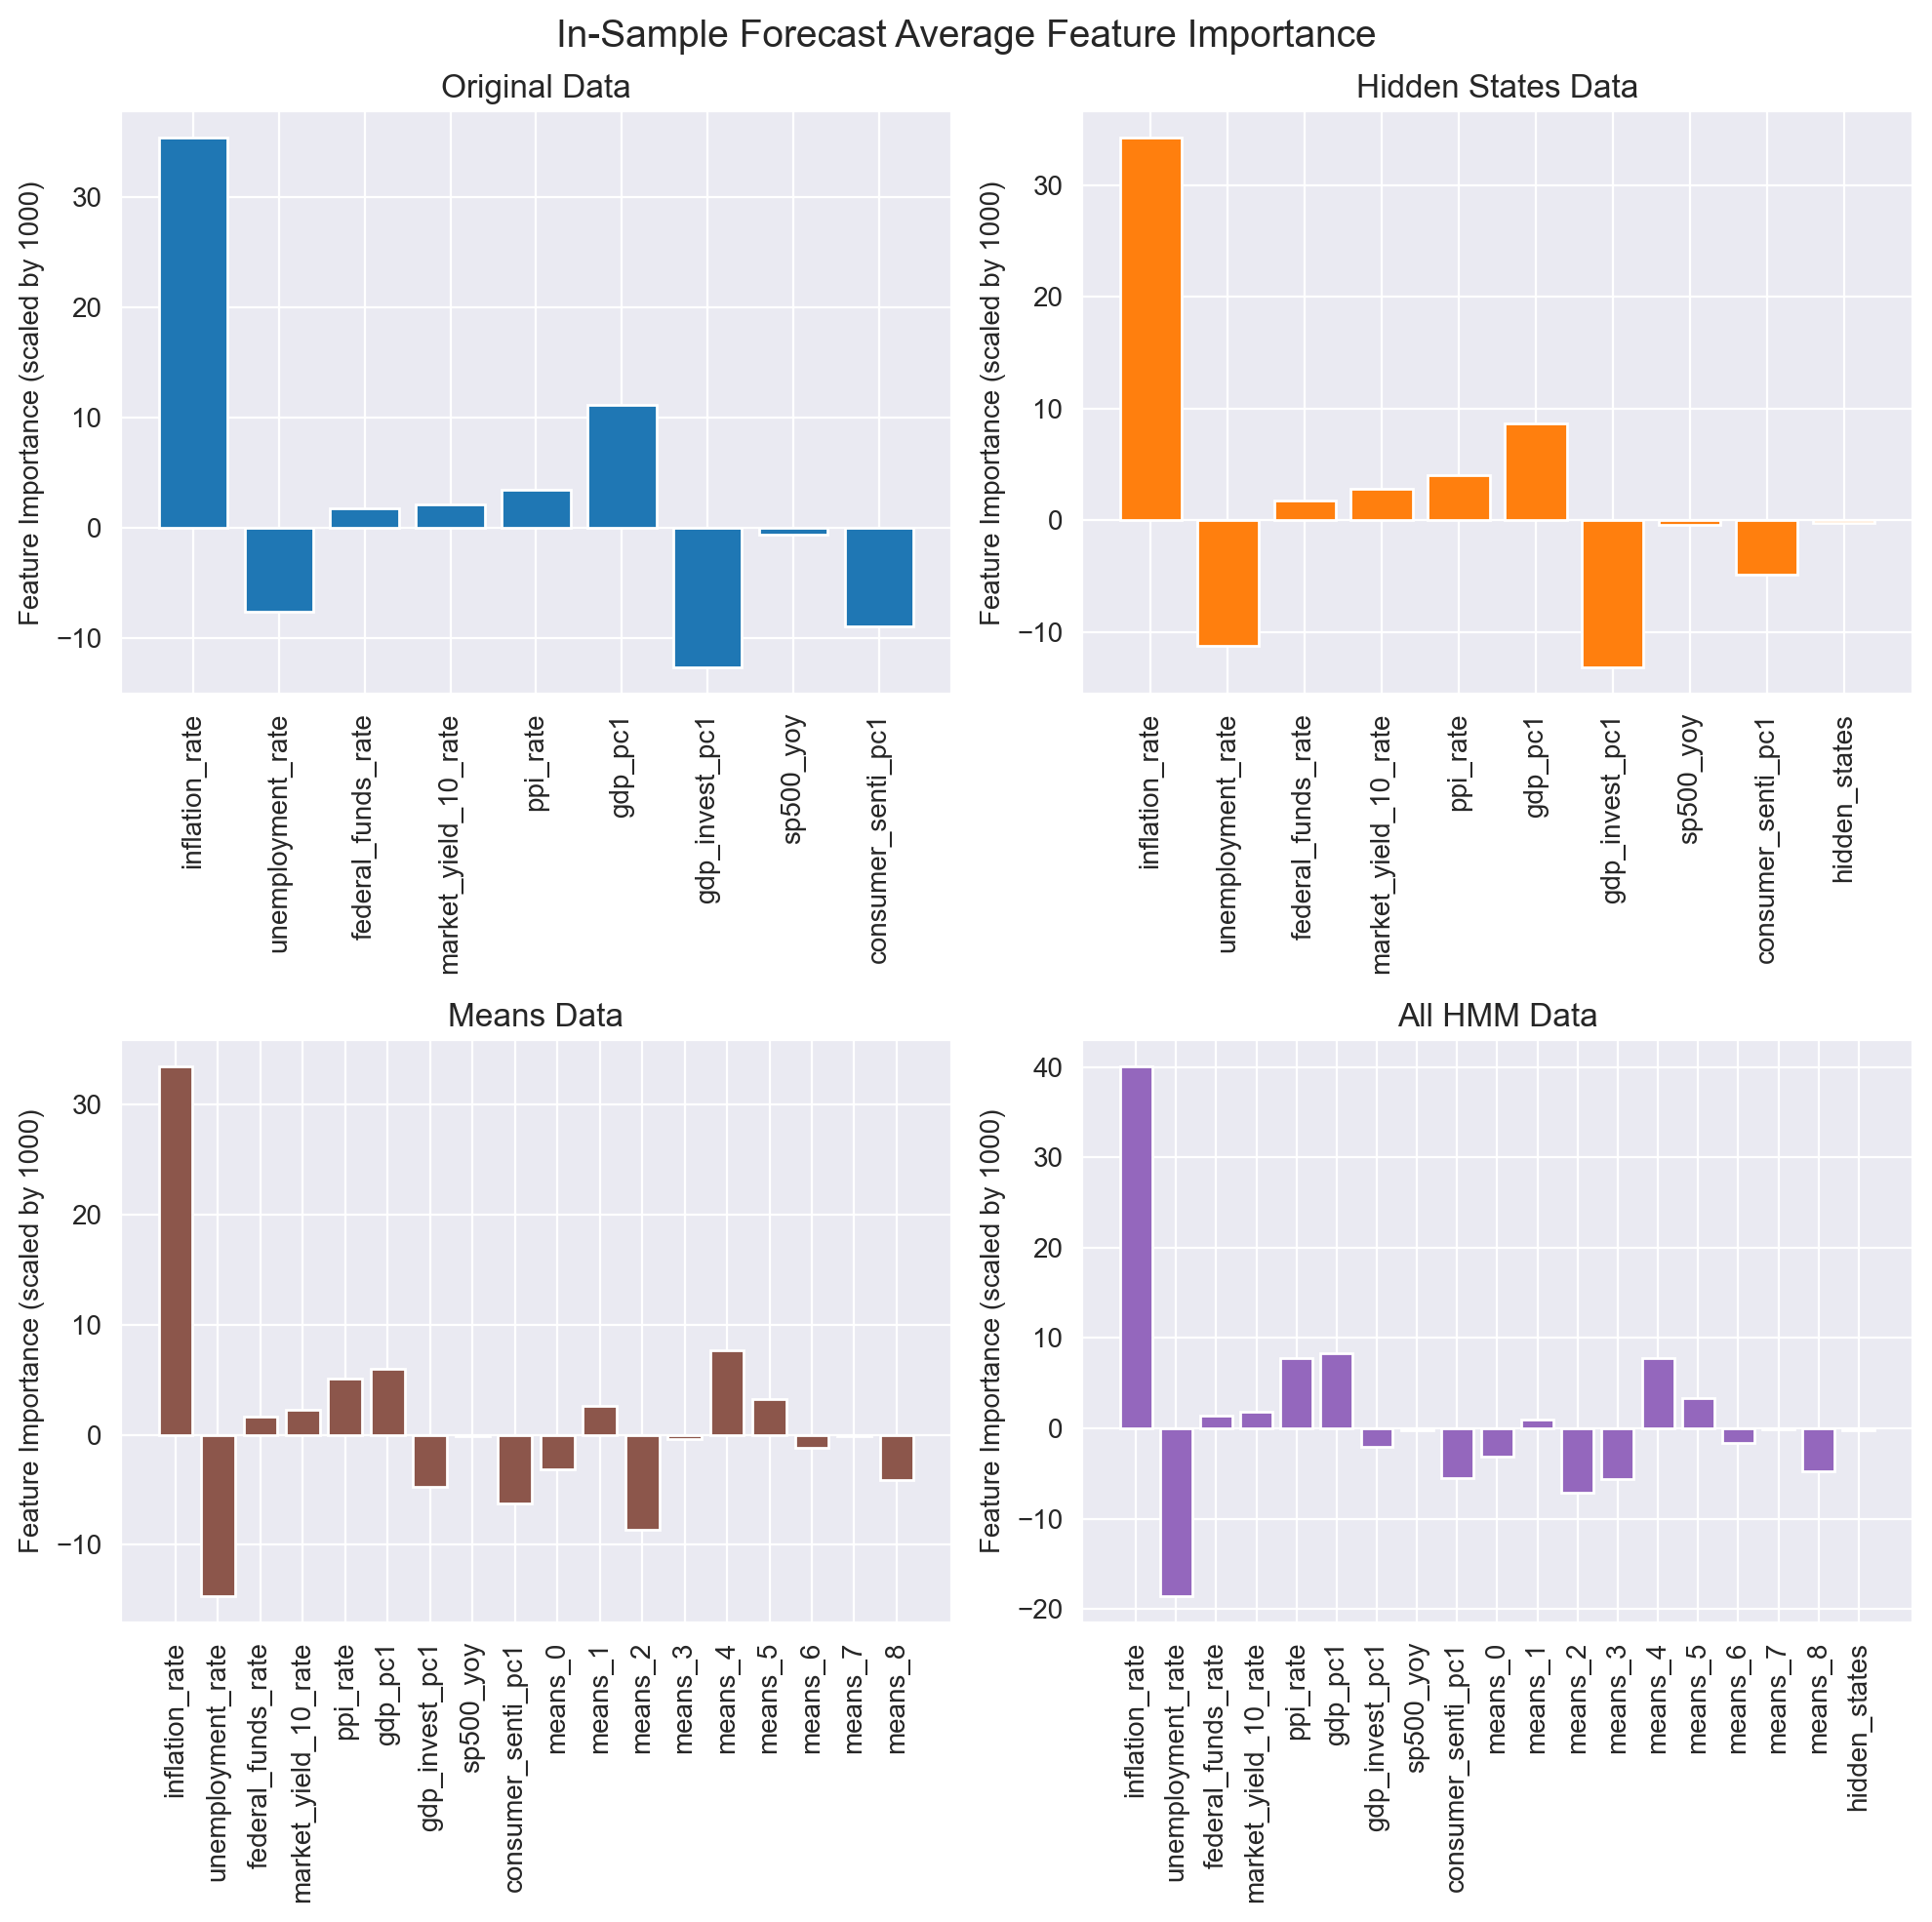 In-Sample Forecast Average Feature Importance
Original Data
Feature Importance (scaled by 1000)
30
20
10
0
−10
inflation_rate
unemployment_rate
federal_funds_rate
market_yield_10_rate
ppi_rate
gdp_pc1
gdp_invest_pc1
sp500_yoy
consumer_senti_pc1
Hidden States Data
Feature Importance (scaled by 1000)
30
20
10
0
−10
inflation_rate
unemployment_rate
federal_funds_rate
market_yield_10_rate
ppi_rate
gdp_pc1
gdp_invest_pc1
sp500_yoy
consumer_senti_pc1
hidden_states
Means Data
Feature Importance (scaled by 1000)
30
20
10
0
−10
inflation_rate
unemployment_rate
federal_funds_rate
market_yield_10_rate
ppi_rate
gdp_pc1
gdp_invest_pc1
sp500_yoy
consumer_senti_pc1
means_0
means_1
means_2
means_3
means_4
means_5
means_6
means_7
means_8
All HMM Data
Feature Importance (scaled by 1000)
40
30
20
10
0
−10
−20
inflation_rate
unemployment_rate
federal_funds_rate
market_yield_10_rate
ppi_rate
gdp_pc1
gdp_invest_pc1
sp500_yoy
consumer_senti_pc1
means_0
means_1
means_2
means_3
means_4
means_5
means_6
means_7
means_8
hidden_states